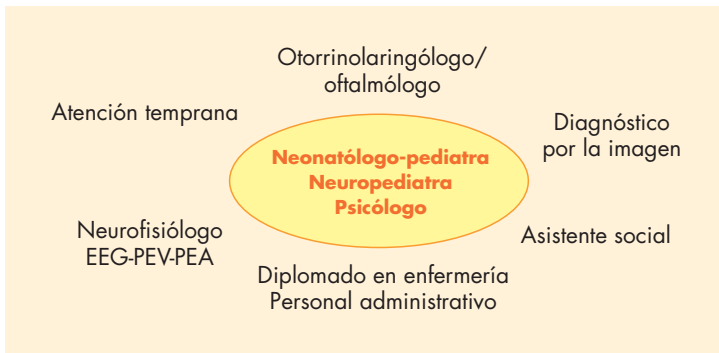 Otorrinolaringólogo/
oftalmólogo
Atención temprana
Diagnóstico
por la imagen
Neonatólogo-pediatra
Neuropediatra
Psicólogo
Neurofisiólogo
EEG-PEV-PEA
Asistente social
Diplomado en enfermería
Personal administrativo